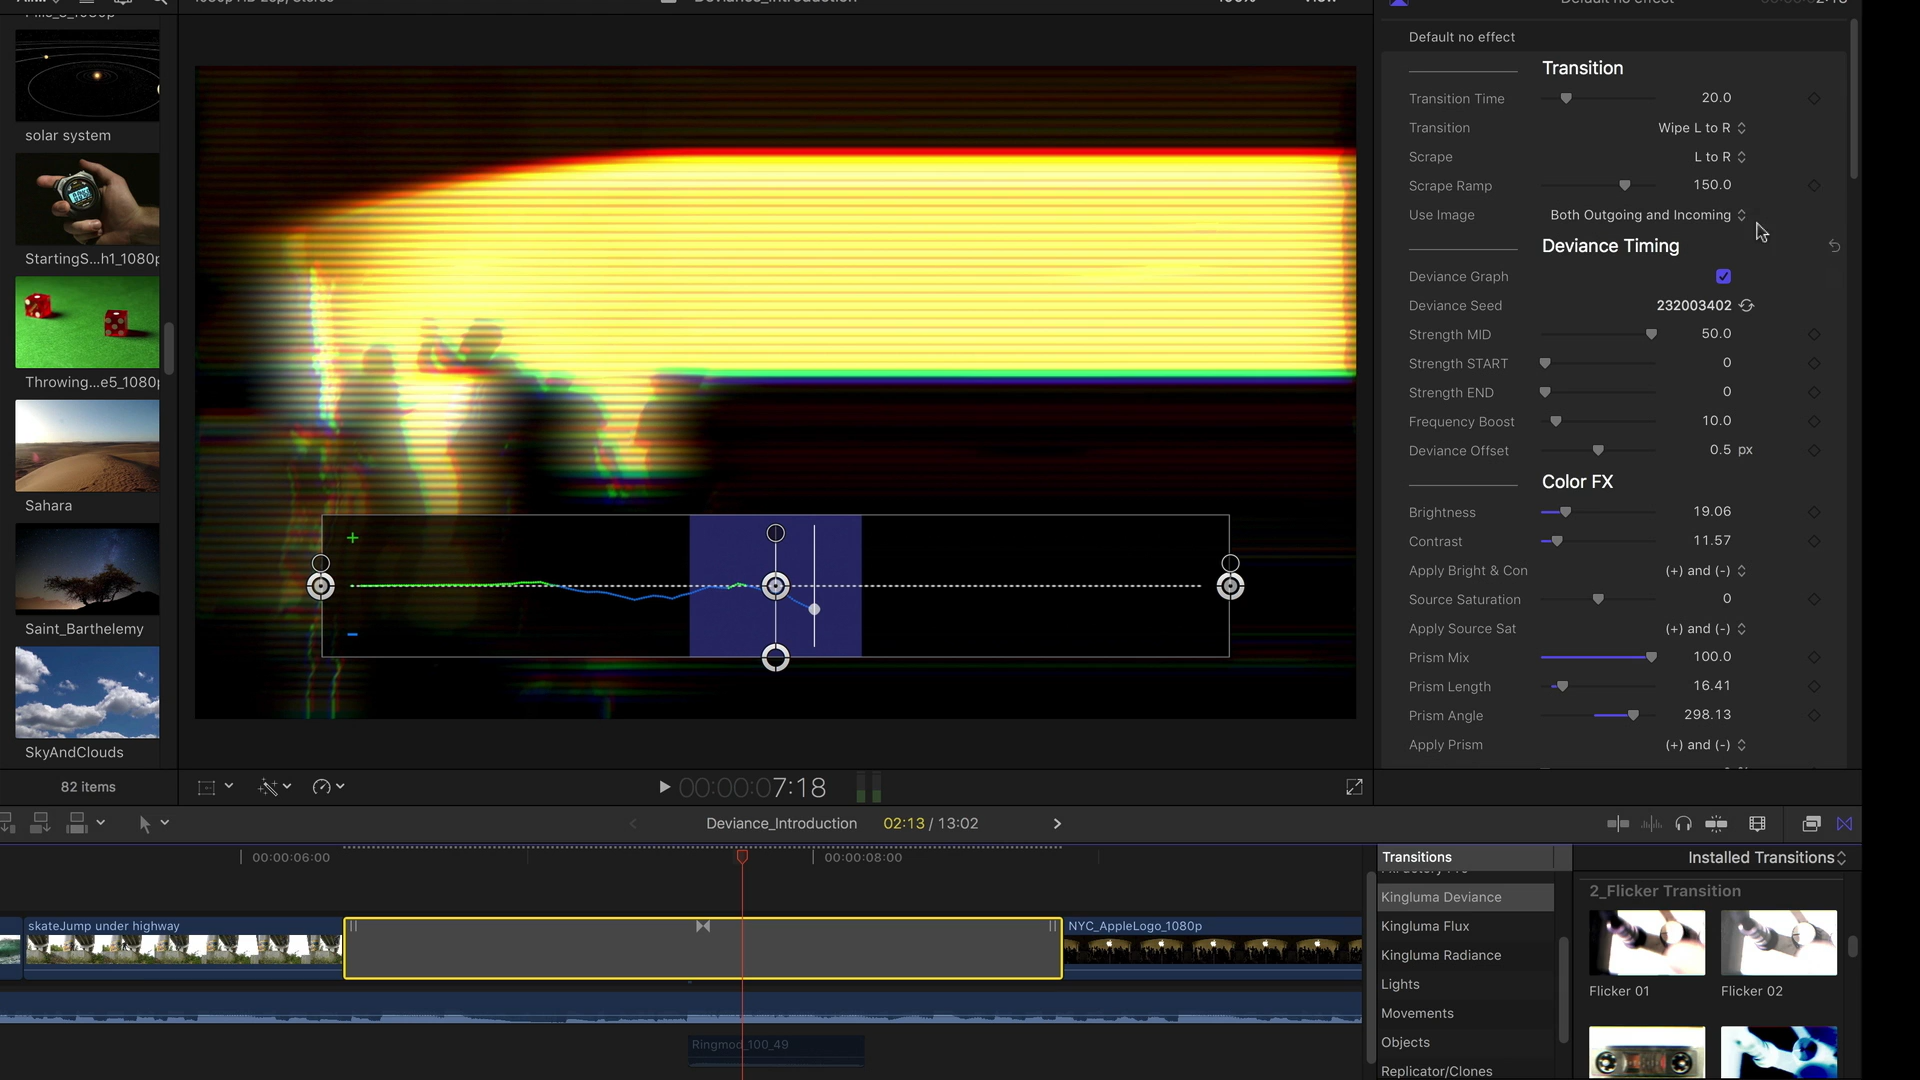 100%
View
Deviance_Introduction
Default no effect
2:18
Default no effect
solar system
StartingS...h1_1080p
Throwing...e5_1080p
Sahara
Saint_Barthelemy
SkyAndClouds
82 items
Transition
Transition Time 20.0
Transition Wipe L to R
Scrape L to R
Scrape Ramp 150.0
Use Image Both Outgoing and Incoming
Deviance Timing
Deviance Graph
Deviance Seed 232003402
Strength MID 50.0
Strength START 0
Strength END 0
Frequency Boost 10.0
Deviance Offset 0.5 px
Color FX
Brightness 19.06
Contrast 11.57
Apply Bright & Con (+) and (-)
Source Saturation 0
Apply Source Sat (+) and (-)
Prism Mix 100.0
Prism Length 16.41
Prism Angle 298.13
Apply Prism (+) and (-)
00:00:07:18
Deviance_Introduction 02:13 / 13:02
00:00:06:00
00:00:08:00
skateJump under highway
NYC_AppleLogo_1080p
Ringmod_100_49
Transitions
Installed Transitions
Kingluma Deviance
Kingluma Flux
Kingluma Radiance
Lights
Movements
Objects
Replicator/Clones
2_Flicker Transition
Flicker 01
Flicker 02